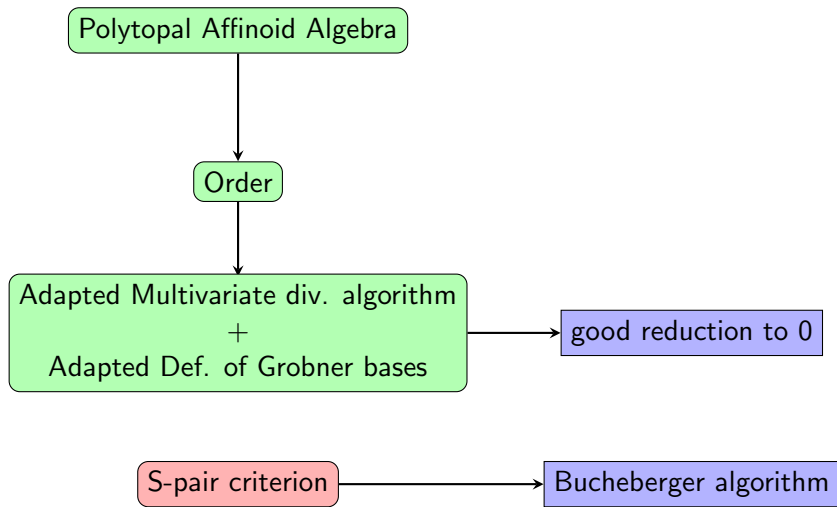 Polytopal Affinoid Algebra
Order
Adapted Multivariate div. algorithm
+
Adapted Def. of Grobner bases
good reduction to 0
S-pair criterion
Bucheberger algorithm